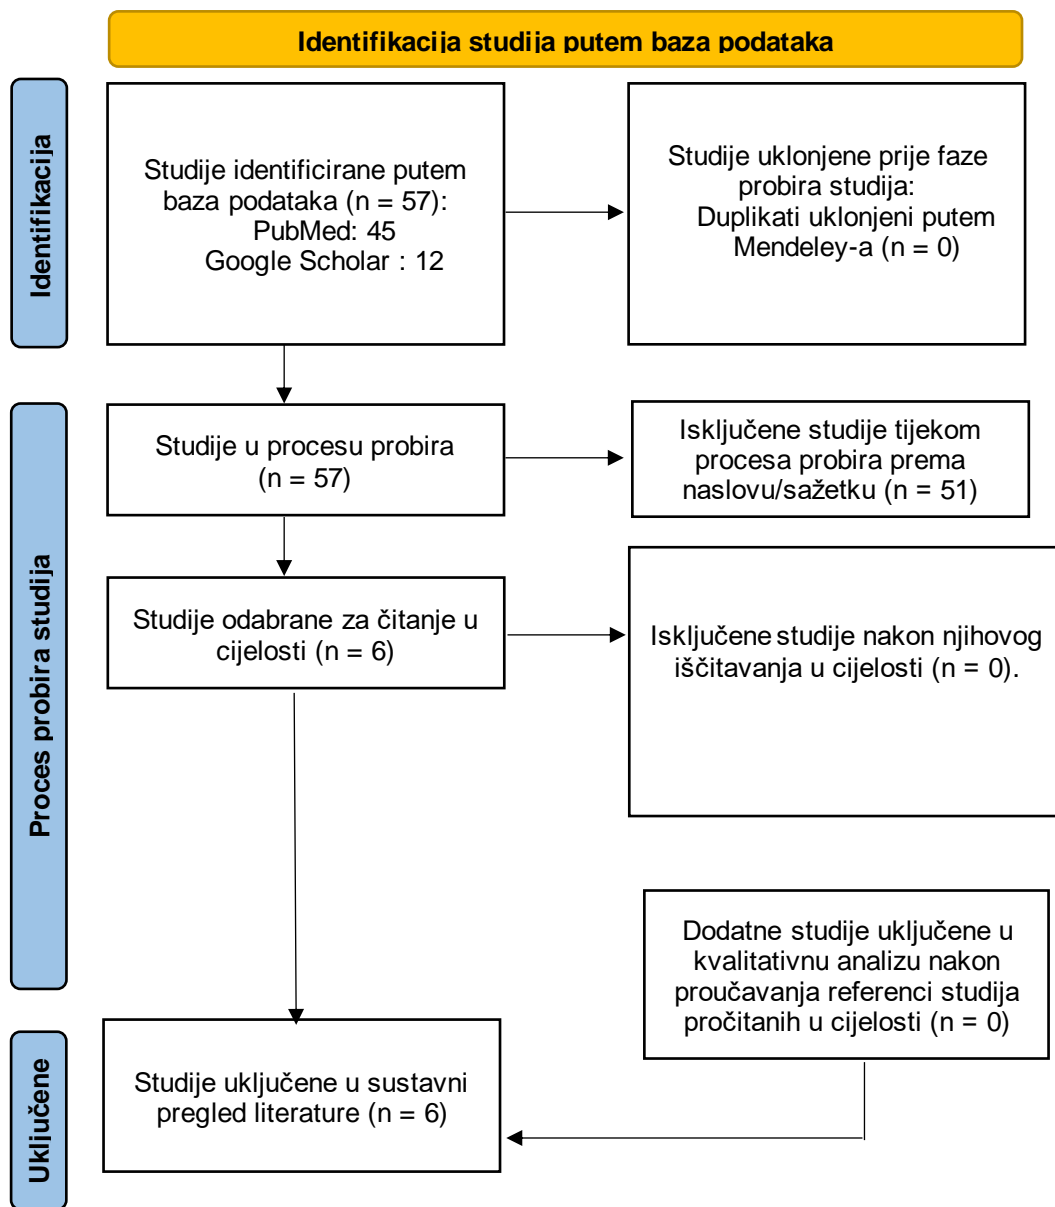 Identifikacija studija putem baza podataka
Identifikacija
Studije identificirane putem
baza podataka (n = 57):
PubMed: 45
Google Scholar : 12
Studije uklonjene prije faze
probira studija:
Duplikati uklonjeni putem
Mendeley-a (n = 0)
Proces probira studija
Studije u procesu probira
(n = 57)
Isključene studije tijekom
procesa probira prema
naslovu/sažetku (n = 51)
Studije odabrane za čitanje u
cijelosti (n = 6)
Isključene studije nakon njihovog
iščitavanja u cijelosti (n = 0).
Dodatne studije uključene u
kvalitativnu analizu nakon
proučavanja referenci studija
pročitanih u cijelosti (n = 0)
Uključene
Studije uključene u sustavni
pregled literature (n = 6)